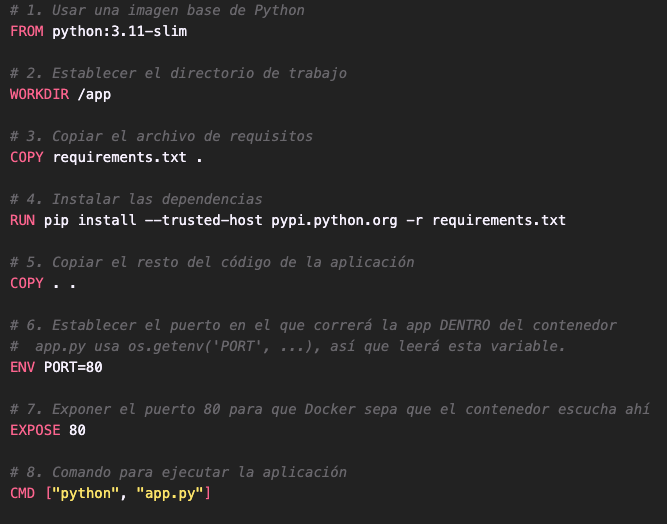 # 1. Usar una imagen base de Python
FROM python:3.11-slim
# 2. Establecer el directorio de trabajo
WORKDIR /app
# 3. Copiar el archivo de requisitos
COPY requirements.txt .
# 4. Instalar las dependencias
RUN pip install --trusted-host pypi.python.org -r requirements.txt
# 5. Copiar el resto del código de la aplicación
COPY . .
# 6. Establecer el puerto en el que correrá la app DENTRO del contenedor
#  app.py usa os.getenv('PORT', ...), así que leerá esta variable.
ENV PORT=80
# 7. Exponer el puerto 80 para que Docker sepa que el contenedor escucha ahí
EXPOSE 80
# 8. Comando para ejecutar la aplicación
CMD ["python", "app.py"]